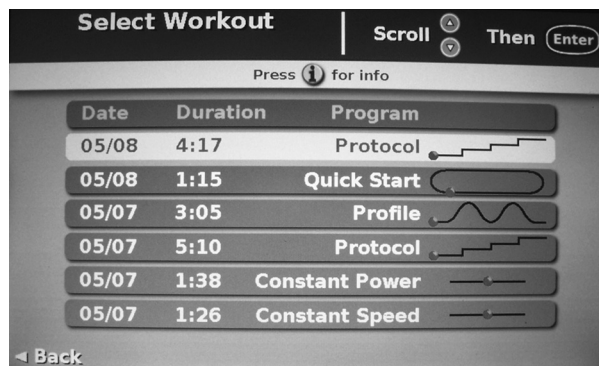 Select Workout
Scroll Then Enter
Press i for info
Date Duration Program
05/08 4:17 Protocol
05/08 1:15 Quick Start
05/07 3:05 Profile
05/07 5:10 Protocol
05/07 1:38 Constant Power
05/07 1:26 Constant Speed
Back